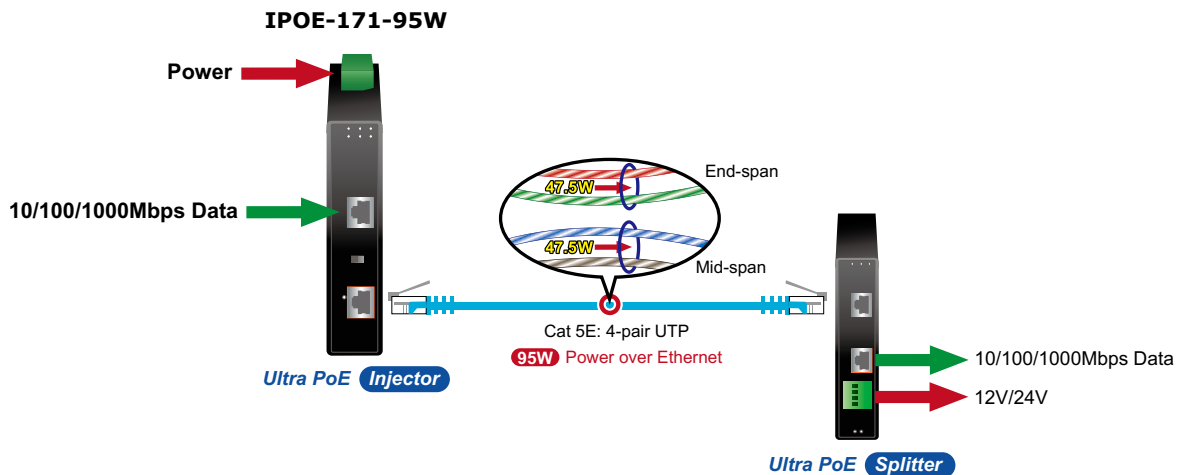 IPOE-171-95W
Power
10/100/1000Mbps Data
47.5W
End-span
47.5W
Mid-span
Cat 5E: 4-pair UTP
95W Power over Ethernet
Ultra PoE Injector
10/100/1000Mbps Data
12V/24V
Ultra PoE Splitter